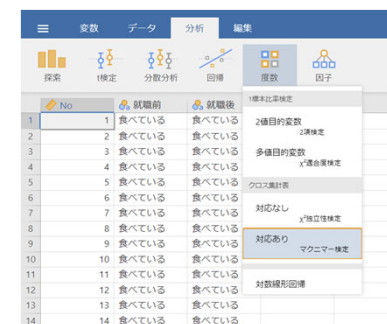 変数 データ 分析 編集
探索 t検定 分散分析 回帰 度数 因子
1標本比率検定
2値目的変数
2項検定
多値目的変数
χ²適合度検定
クロス集計表
対応なし
χ²独立性検定
対応あり
マクニマー検定
対数線形回帰
No 就職前 就職後
1 1 食べている 食べている
2 2 食べている 食べている
3 3 食べている 食べている
4 4 食べている 食べている
5 5 食べている 食べている
6 6 食べている 食べている
7 7 食べている 食べている
8 8 食べている 食べている
9 9 食べている 食べている
10 10 食べている 食べている
11 11 食べている 食べている
12 12 食べている 食べている
13 13 食べている 食べている
14 14 食べている 食べている